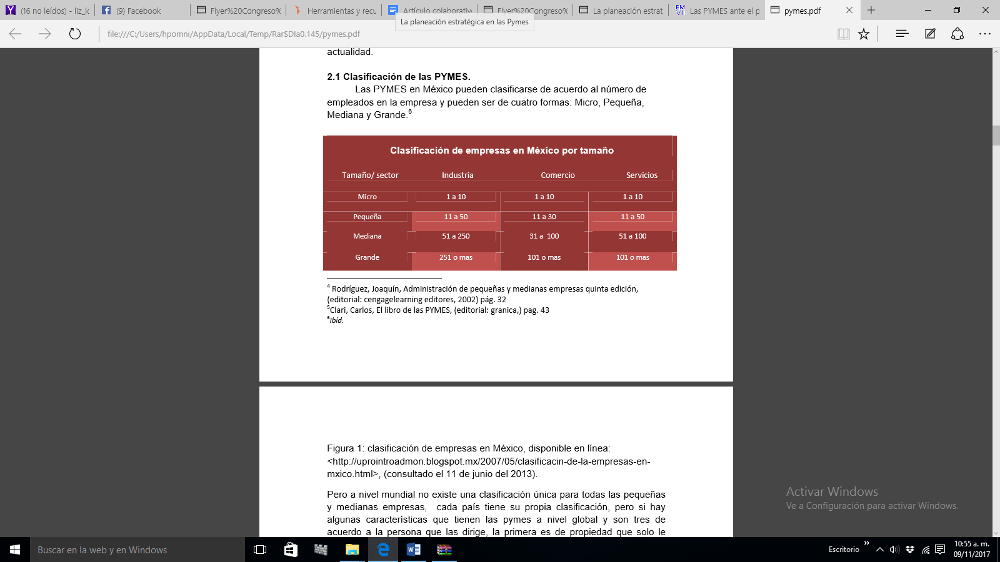 (16 no leídos) - liz_lo
(9) Facebook
Flyer%20Congreso%
Herramientas y recu
Artículo colaborativo
Flyer%20Congreso%
La planeación estrat
Las PYMES ante el p
pymes.pdf
La planeación estratégica en las Pymes
file:///C:/Users/hpomni/AppData/Local/Temp/Rar$DIa0.145/pymes.pdf
actualidad.
2.1 Clasificación de las PYMES.
Las PYMES en México pueden clasificarse de acuerdo al número de
empleados en la empresa y pueden ser de cuatro formas: Micro, Pequeña,
Mediana y Grande.6
Clasificación de empresas en México por tamaño
Tamaño/ sector Industria Comercio Servicios
Micro 1 a 10 1 a 10 1 a 10
Pequeña 11 a 50 11 a 30 11 a 50
Mediana 51 a 250 31 a 100 51 a 100
Grande 251 o mas 101 o mas 101 o mas
4 Rodríguez, Joaquín, Administración de pequeñas y medianas empresas quinta edición,
(editorial: cengagelearning editores, 2002) pág. 32
5Clari, Carlos, El libro de las PYMES, (editorial: granica,) pag. 43
6Ibíd.
Figura 1: clasificación de empresas en México, disponible en línea:
<http://uprointroadmon.blogspot.mx/2007/05/clasificacin-de-la-empresas-en-
mxico.html>, (consultado el 11 de junio del 2013).
Pero a nivel mundial no existe una clasificación única para todas las pequeñas
y medianas empresas, cada país tiene su propia clasificación, pero si hay
algunas características que tienen las pymes a nivel global y son tres de
acuerdo a la persona que las dirige, la primera es de propiedad que solo le
Activar Windows
Ve a Configuración para activar Windows.
Buscar en la web y en Windows
Escritorio
10:55 a. m.
09/11/2017